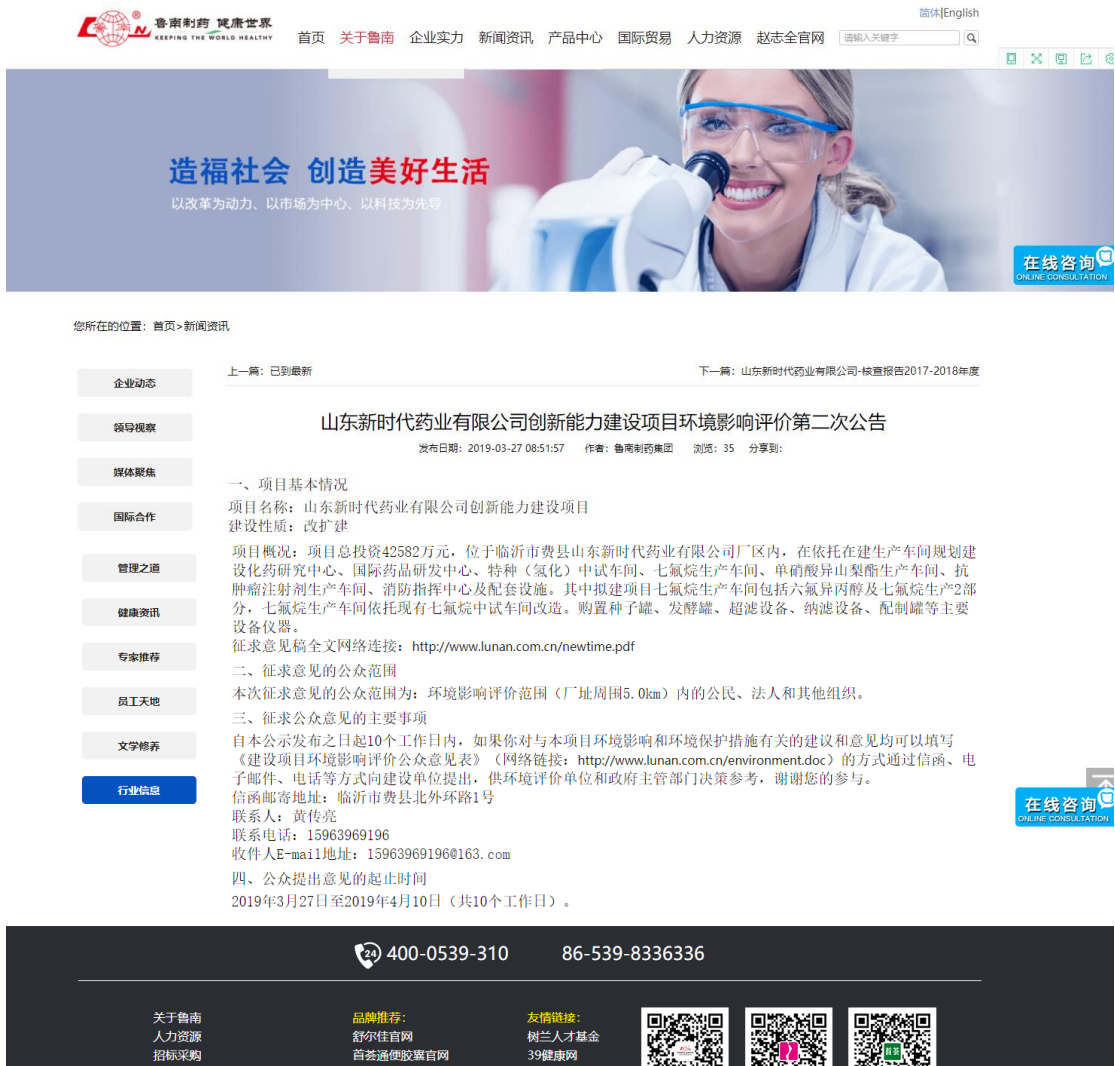 简体|English
鲁南制药 健康世界
KEEPING THE WORLD HEALTHY
首页 关于鲁南 企业实力 新闻资讯 产品中心 国际贸易 人力资源 赵志全官网 请输入关键字
造福社会 创造美好生活
以改革为动力、以市场为中心、以科技为先导
在线咨询
ONLINE CONSULTATION
您所在的位置：首页>新闻资讯
上一篇：已到最新 下一篇：山东新时代药业有限公司-核查报告2017-2018年度
企业动态
领导视察
媒体聚焦
国际合作
管理之道
健康资讯
专家推荐
员工天地
文学修养
行业信息
山东新时代药业有限公司创新能力建设项目环境影响评价第二次公告
发布日期：2019-03-27 08:51:57 作者：鲁南制药集团 浏览：35 分享到：
一、项目基本情况
项目名称：山东新时代药业有限公司创新能力建设项目
建设性质：改扩建
项目概况：项目总投资42582万元，位于临沂市费县山东新时代药业有限公司厂区内，在依托在建生产车间规划建
设化药研究中心、国际药品研发中心、特种（氢化）中试车间、七氟烷生产车间、单硝酸异山梨酯生产车间、抗
肿瘤注射剂生产车间、消防指挥中心及配套设施。其中拟建项目七氟烷生产车间包括六氟异丙醇及七氟烷生产2部
分，七氟烷生产车间依托现有七氟烷中试车间改造。购置种子罐、发酵罐、超滤设备、纳滤设备、配制罐等主要
设备仪器。
征求意见稿全文网络连接：http://www.lunan.com.cn/newtime.pdf
二、征求意见的公众范围
本次征求意见的公众范围为：环境影响评价范围（厂址周围5.0km）内的公民、法人和其他组织。
三、征求公众意见的主要事项
自本公示发布之日起10个工作日内，如果你对与本项目环境影响和环境保护措施有关的建议和意见均可以填写
《建设项目环境影响评价公众意见表》（网络链接：http://www.lunan.com.cn/environment.doc）的方式通过信函、电
子邮件、电话等方式向建设单位提出，供环境评价单位和政府主管部门决策参考，谢谢您的参与。
信函邮寄地址：临沂市费县北外环路1号
联系人：黄传亮
联系电话：15963969196
收件人E-mail地址：15963969196@163.com
四、公众提出意见的起止时间
2019年3月27日至2019年4月10日（共10个工作日）。
在线咨询
ONLINE CONSULTATION
24 400-0539-310 86-539-8336336
关于鲁南 品牌推荐： 友情链接：
人力资源 舒尔佳官网 树兰人才基金
招标采购 首荟通便胶囊官网 39健康网
首荟